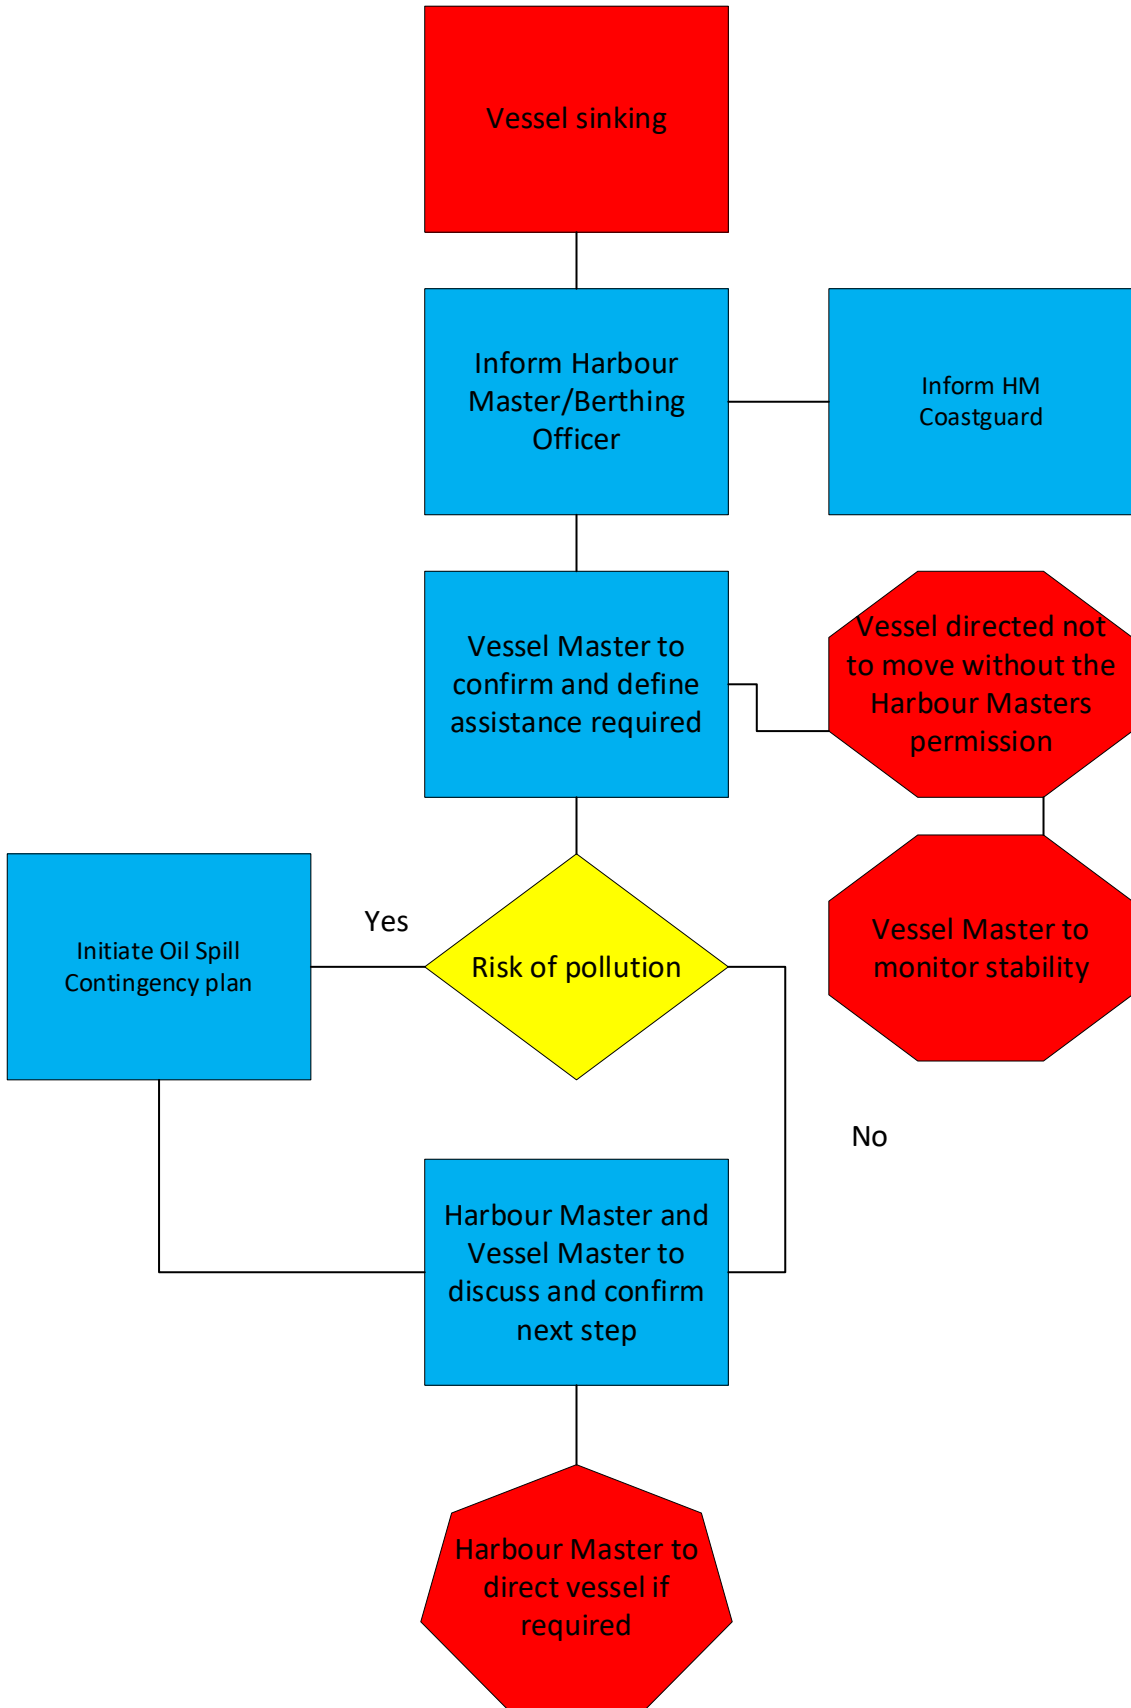 Vessel sinking
Inform Harbour
Master/Berthing
Officer
Inform HM
Coastguard
Vessel Master to
confirm and define
assistance required
Vessel directed not
to move without the
Harbour Masters
permission
Yes
Initiate Oil Spill
Contingency plan
Risk of pollution
Vessel Master to
monitor stability
No
Harbour Master and
Vessel Master to
discuss and confirm
next step
Harbour Master to
direct vessel if
required